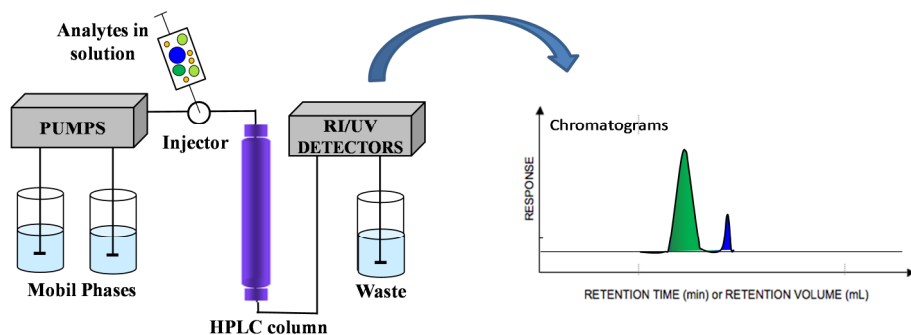 Analytes in
solution
PUMPS
Injector
RI/UV
DETECTORS
Mobil Phases
HPLC column
Waste
Chromatograms
RESPONSE
RETENTION TIME (min) or RETENTION VOLUME (mL)